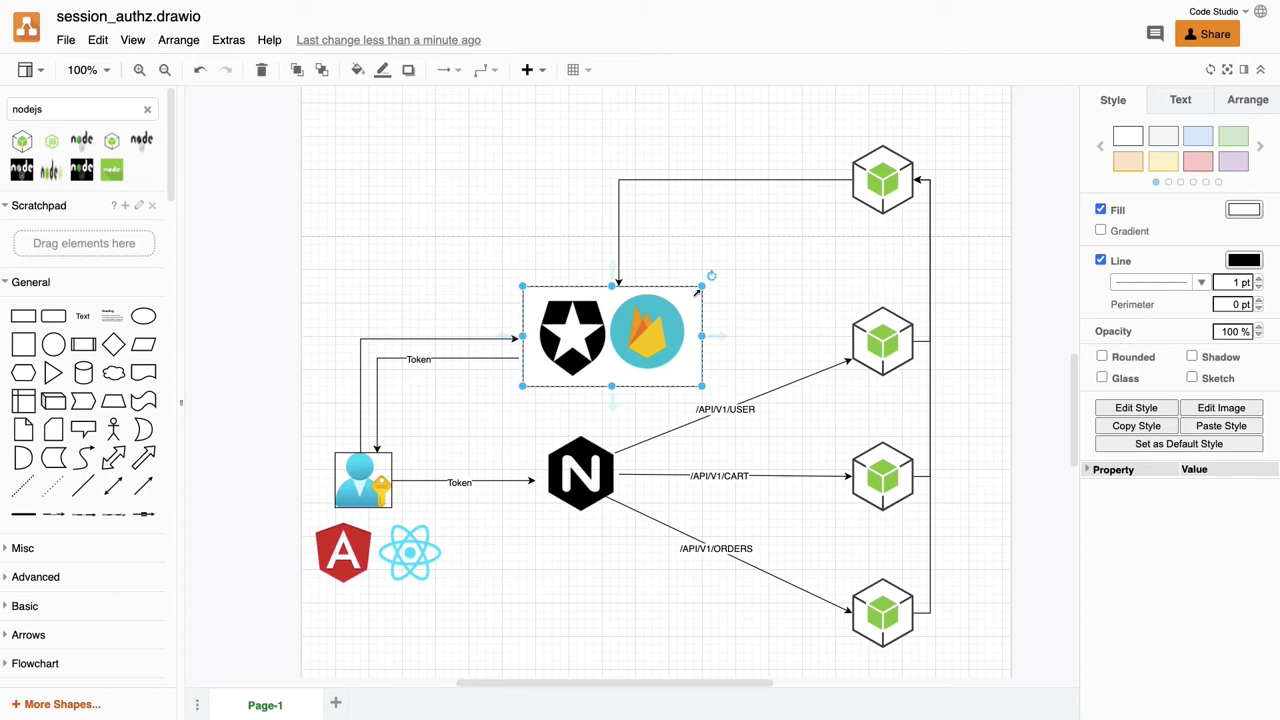 session_authz.drawio
File Edit View Arrange Extras Help Last change less than a minute ago
Code Studio
Share
100%
nodejs
Scratchpad
?
Drag elements here
General
Text
Heading
Misc
Advanced
Basic
Arrows
Flowchart
+ More Shapes...
Token
Token
/API/V1/USER
/API/V1/CART
/API/V1/ORDERS
N
A
node
Page-1
Style Text Arrange
Fill
Gradient
Line
1 pt
Perimeter 0 pt
Opacity 100 %
Rounded Shadow
Glass Sketch
Edit Style Edit Image
Copy Style Paste Style
Set as Default Style
Property Value